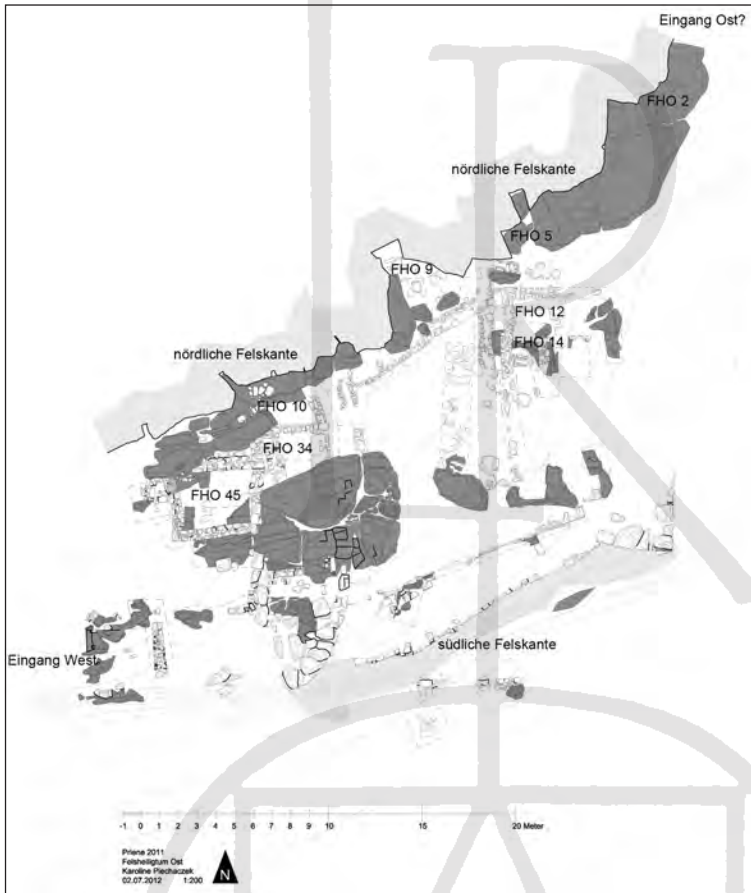 Eingang Ost?
FHO 2
nördliche Felskante
FHO 5
FHO 9
FHO 12
FHO 14
nördliche Felskante
FHO 10
FHO 34
FHO 45
südliche Felskante
Eingang West
-1 0 1 2 3 4 5 6 7 8 9 10 15 20 Meter
Priene 2011
Felsheiligtum Ost
Karoline Piechaczek
02.07.2012 1:200
N